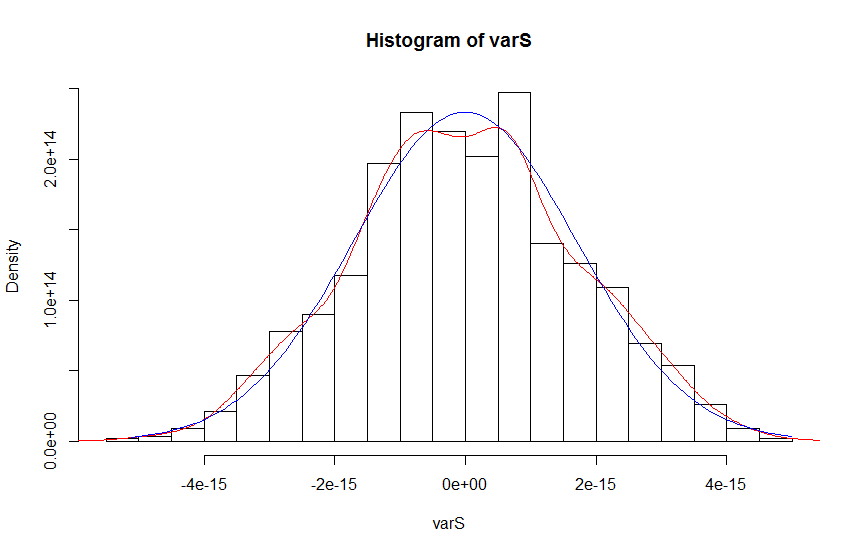 Histogram of varS
Density
2.0e+14
1.0e+14
0.0e+00
-4e-15 -2e-15 0e+00 2e-15 4e-15
varS